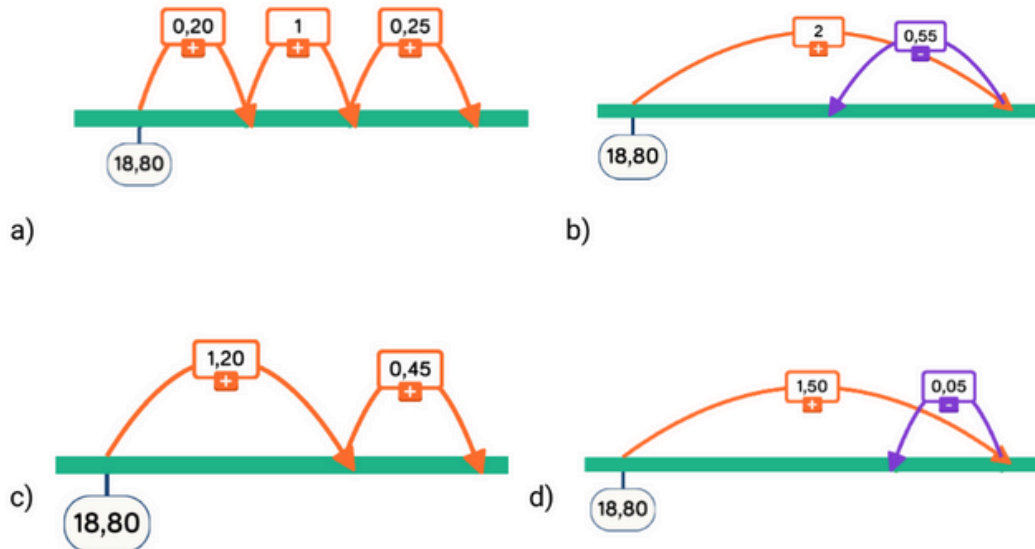 0,20 1 0,25
+ + +
18,80
a)
2 0,55
+ -
18,80
b)
1,20 0,45
+ +
18,80
c)
1,50 0,05
+ -
18,80
d)